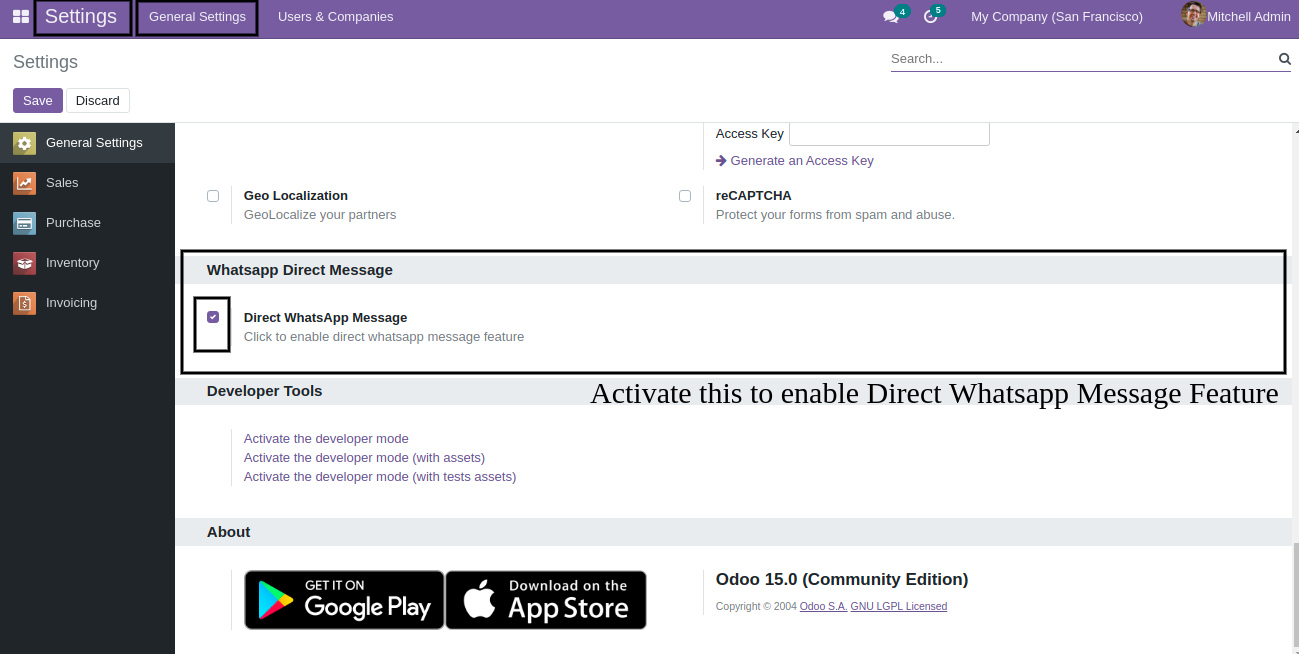 Settings General Settings Users & Companies 4 5 My Company (San Francisco) Mitchell Admin
Settings
Search...
Save Discard
General Settings
Sales
Purchase
Inventory
Invoicing
Access Key
Generate an Access Key
Geo Localization
GeoLocalize your partners
reCAPTCHA
Protect your forms from spam and abuse.
Whatsapp Direct Message
Direct WhatsApp Message
Click to enable direct whatsapp message feature
Developer Tools
Activate this to enable Direct Whatsapp Message Feature
Activate the developer mode
Activate the developer mode (with assets)
Activate the developer mode (with tests assets)
About
GET IT ON
Google Play
Download on the
App Store
Odoo 15.0 (Community Edition)
Copyright © 2004 Odoo S.A. GNU LGPL Licensed